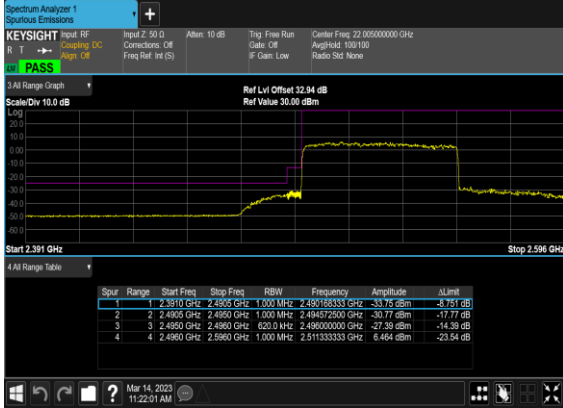 Spectrum Analyzer 1
Spurious Emissions
+
KEYSIGHT Input: RF Input Z: 50 Ω Atten: 10 dB Trig: Free Run Center Freq: 22.005000000 GHz
R T Coupling: DC Corrections: Off Gate: Off Avg|Hold: 100/100
Align: Off Freq Ref: Int (S) IF Gain: Low Radio Std: None
PASS
3 All Range Graph
Ref Lvl Offset 32.94 dB
Scale/Div 10.0 dB Ref Value 30.00 dBm
Log
20.0
10.0
0.00
-10.0
-20.0
-30.0
-40.0
-50.0
-60.0
Start 2.391 GHz Stop 2.596 GHz
4 All Range Table
Spur Range Start Freq Stop Freq RBW Frequency Amplitude ΔLimit
1 1 2.3910 GHz 2.4905 GHz 1.000 MHz 2.490168333 GHz -33.75 dBm -8.751 dB
2 2 2.4905 GHz 2.4950 GHz 1.000 MHz 2.494572500 GHz -30.77 dBm -17.77 dB
3 3 2.4950 GHz 2.4960 GHz 620.0 kHz 2.496000000 GHz -27.39 dBm -14.39 dB
4 4 2.4960 GHz 2.5960 GHz 1.000 MHz 2.511333333 GHz 6.464 dBm -23.54 dB
?
Mar 14, 2023
11:22:01 AM